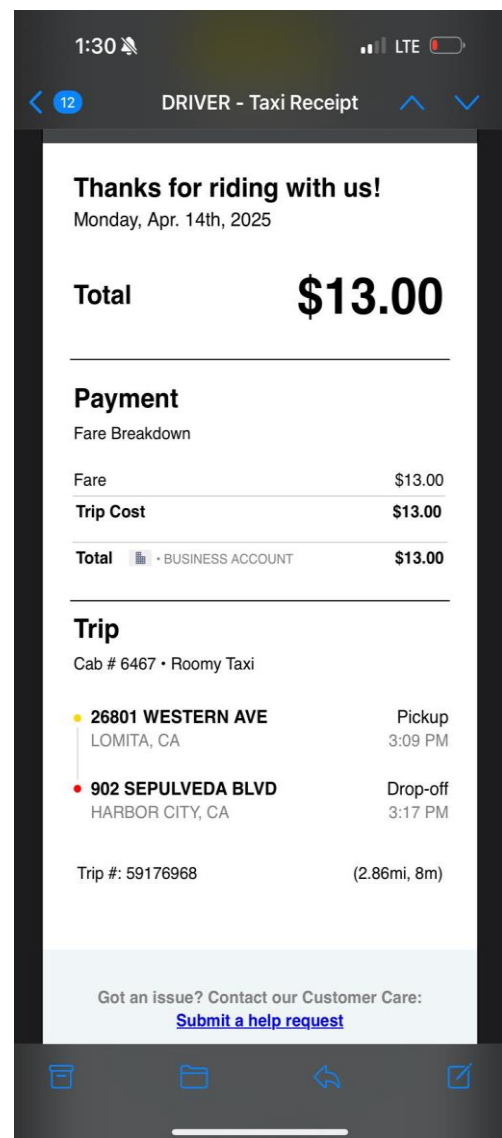 1:30
LTE
12
DRIVER - Taxi Receipt
Thanks for riding with us!
Monday, Apr. 14th, 2025
Total $13.00
Payment
Fare Breakdown
Fare $13.00
Trip Cost $13.00
Total • BUSINESS ACCOUNT $13.00
Trip
Cab # 6467 • Roomy Taxi
26801 WESTERN AVE Pickup
LOMITA, CA 3:09 PM
902 SEPULVEDA BLVD Drop-off
HARBOR CITY, CA 3:17 PM
Trip #: 59176968 (2.86mi, 8m)
Got an issue? Contact our Customer Care:
Submit a help request